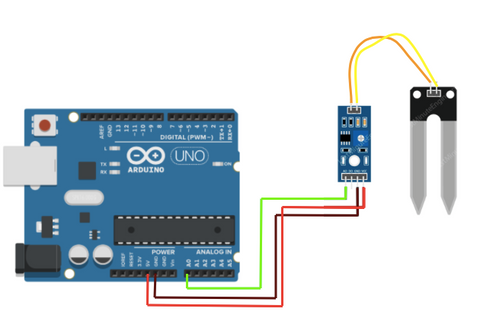 AREF
GND
13
12
~11
~10
~9
8
7
~6
~5
4
~3
2
TX→1
RX←0
DIGITAL (PWM~)
L
TX
RX
ARDUINO
UNO
ON
POWER
ANALOG IN
IOREF
RESET
3.3V
5V
GND
GND
Vin
A0
A1
A2
A3
A4
A5